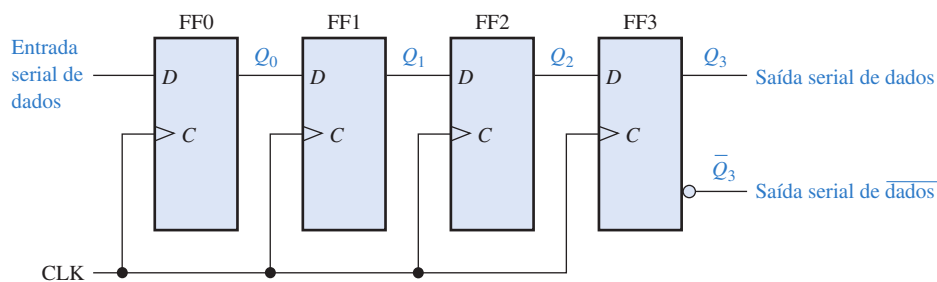 FF0
FF1
FF2
FF3
Entrada
serial de
dados
D
C
Q₀
D
C
Q₁
D
C
Q₂
D
C
Q₃
Saída serial de dados
Q̅₃
Saída serial de d̅a̅d̅o̅s̅
CLK